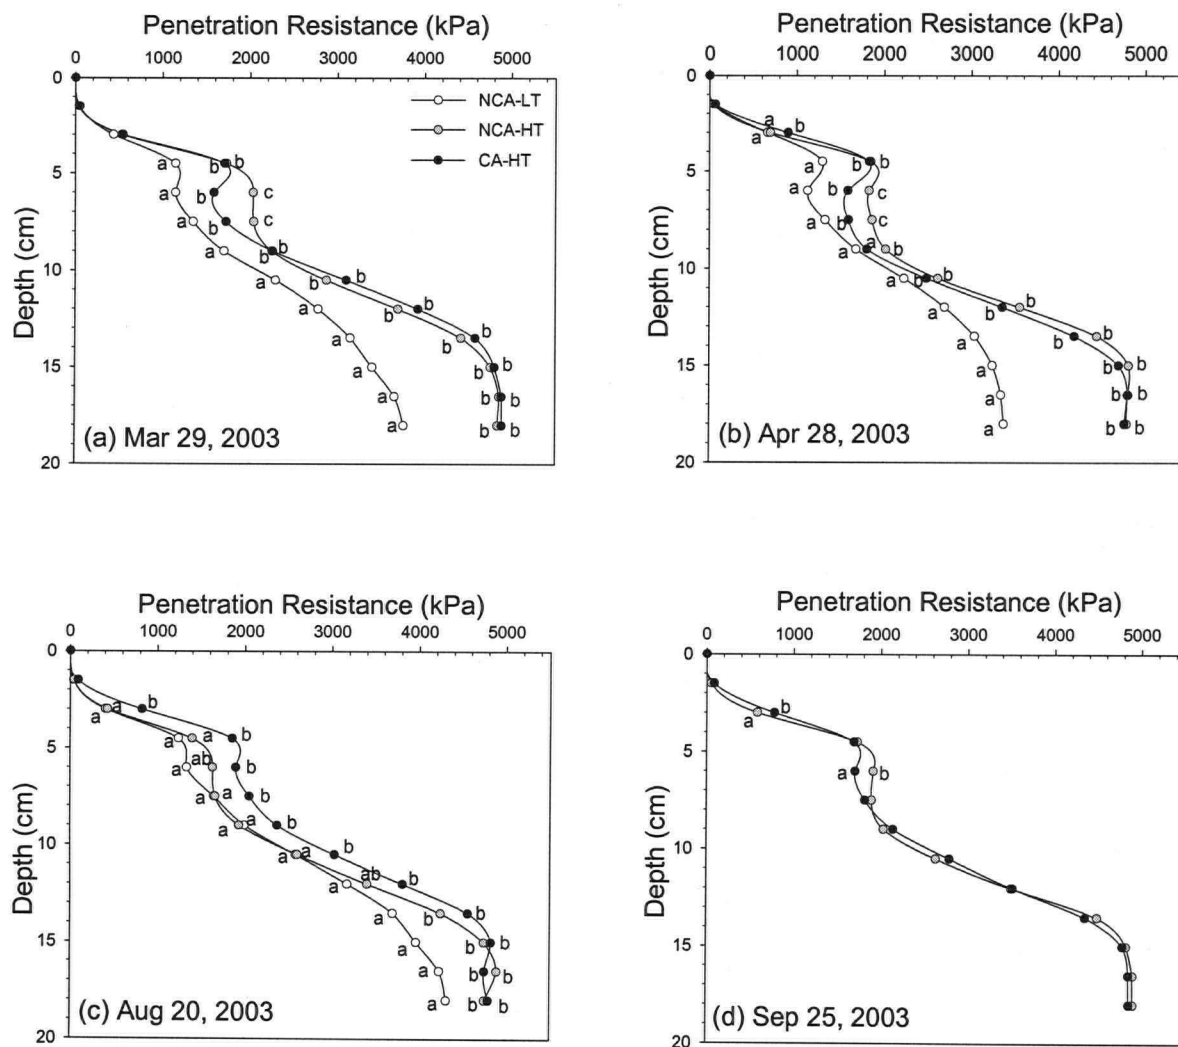 Penetration Resistance (kPa)
0 1000 2000 3000 4000 5000
0
5
10
15
20
Depth (cm)
NCA-LT
NCA-HT
CA-HT
a b b
a b c
a b c
a b b
a b b
a b b
a b b
a b b
a b b
a b b
(a) Mar 29, 2003
Penetration Resistance (kPa)
0 1000 2000 3000 4000 5000
0
5
10
15
20
Depth (cm)
a
a b
a b b
a b c
a b c
a a b
a b b
a b b
a b b
a b b
a b b
a b b
(b) Apr 28, 2003
Penetration Resistance (kPa)
0 1000 2000 3000 4000 5000
0
5
10
15
20
Depth (cm)
a a b
a a b
a ab b
a a b
a a b
a a b
a ab b
a b b
a b b
a b b
a b b
(c) Aug 20, 2003
Penetration Resistance (kPa)
0 1000 2000 3000 4000 5000
0
5
10
15
20
Depth (cm)
a b
a b
(d) Sep 25, 2003